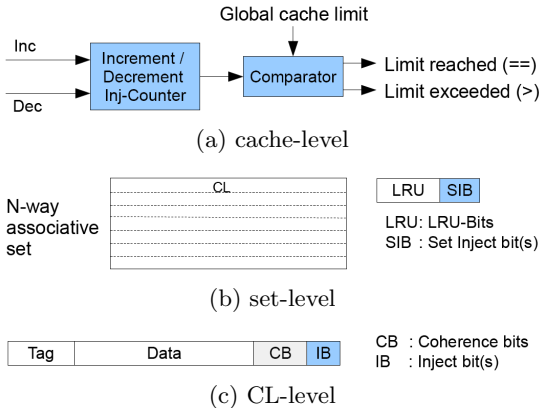 Global cache limit
Inc
Dec
Increment /
Decrement
Inj-Counter
Comparator
Limit reached (==)
Limit exceeded (>)
(a) cache-level
N-way
associative
set
CL
LRU SIB
LRU: LRU-Bits
SIB : Set Inject bit(s)
(b) set-level
Tag Data CB IB
CB : Coherence bits
IB : Inject bit(s)
(c) CL-level